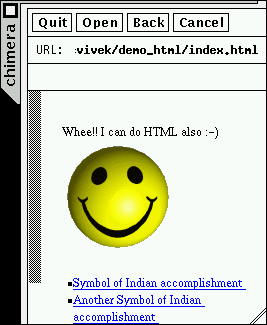 chimera
Quit Open Back Cancel
URL: vivek/demo_html/index.html
Whee!! I can do HTML also :-)
Symbol of Indian accomplishment
Another Symbol of Indian
accomplishment